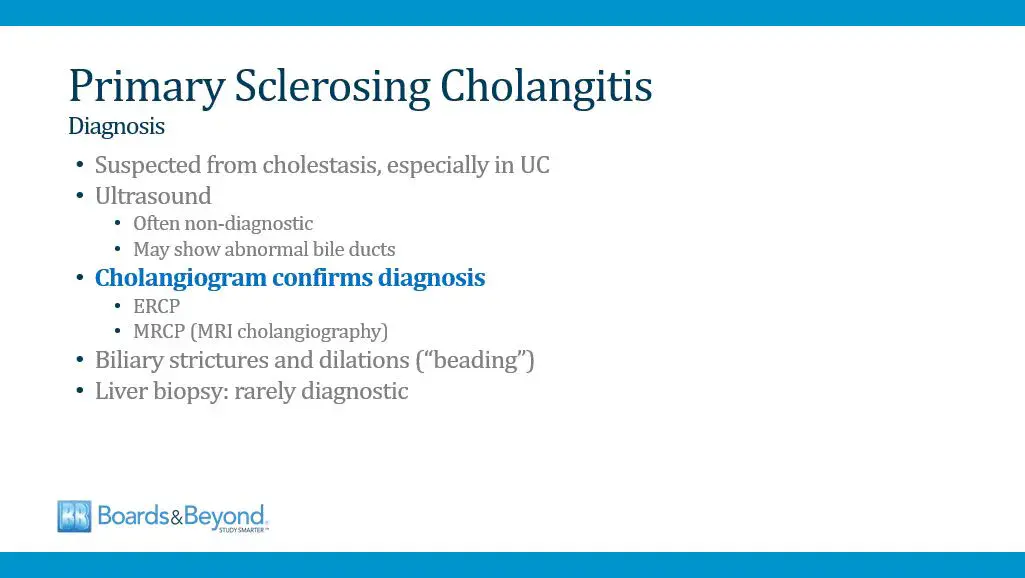 Primary Sclerosing Cholangitis
Diagnosis
• Suspected from cholestasis, especially in UC
• Ultrasound
• Often non-diagnostic
• May show abnormal bile ducts
• Cholangiogram confirms diagnosis
• ERCP
• MRCP (MRI cholangiography)
• Biliary strictures and dilations (“beading”)
• Liver biopsy: rarely diagnostic
BB Boards&Beyond®
STUDY SMARTER™